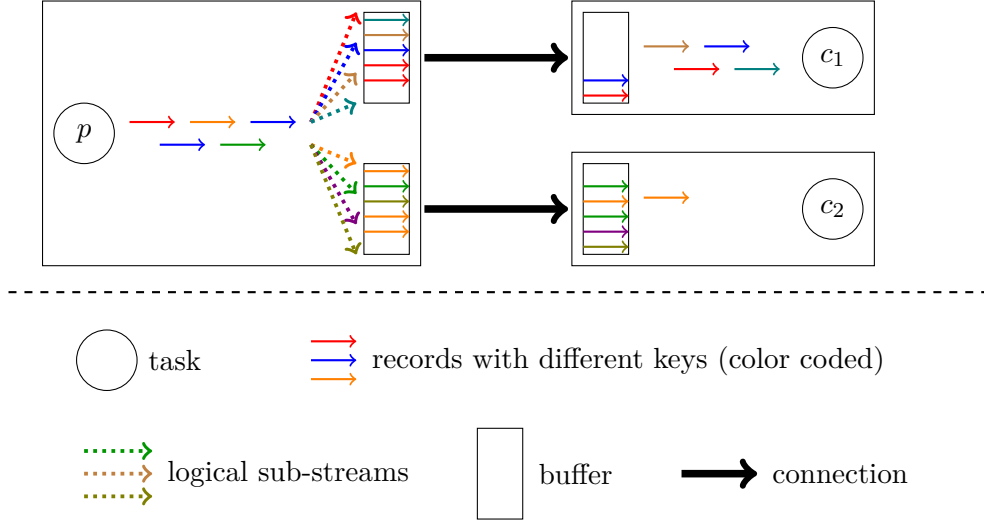 p
c1
c2
task
records with different keys (color coded)
logical sub-streams
buffer
connection